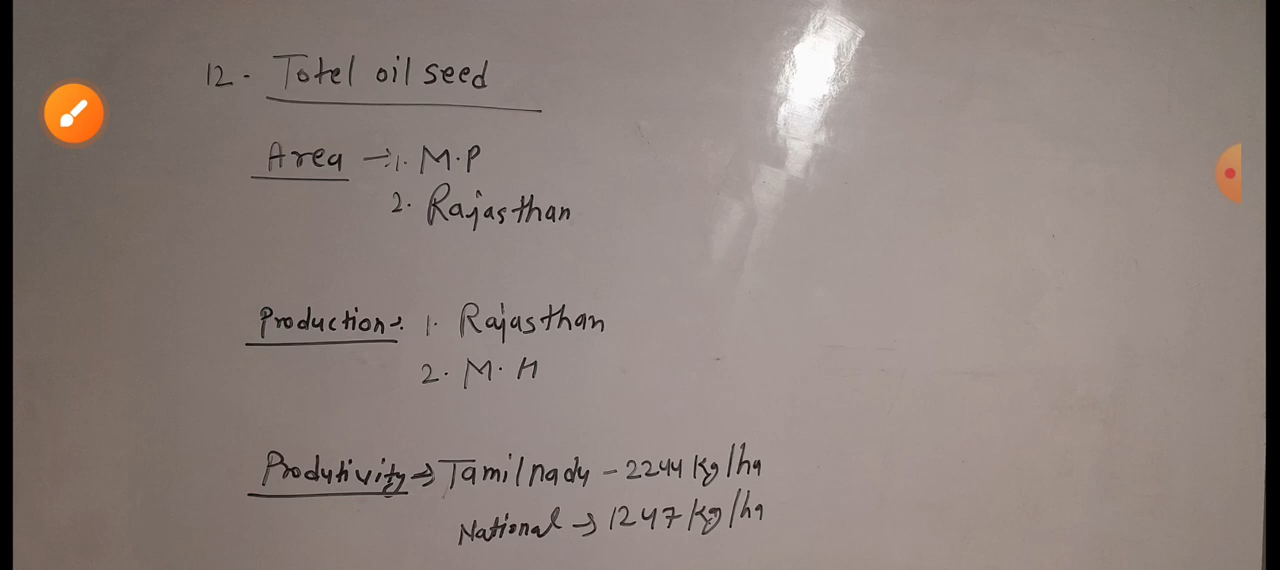 12. Totel oil seed
Area → 1. M.P
2. Rajasthan
Production :- 1. Rajasthan
2. M.H
Produtivity → Tamilnadu - 2244 kg/ha
National → 1247 kg/ha